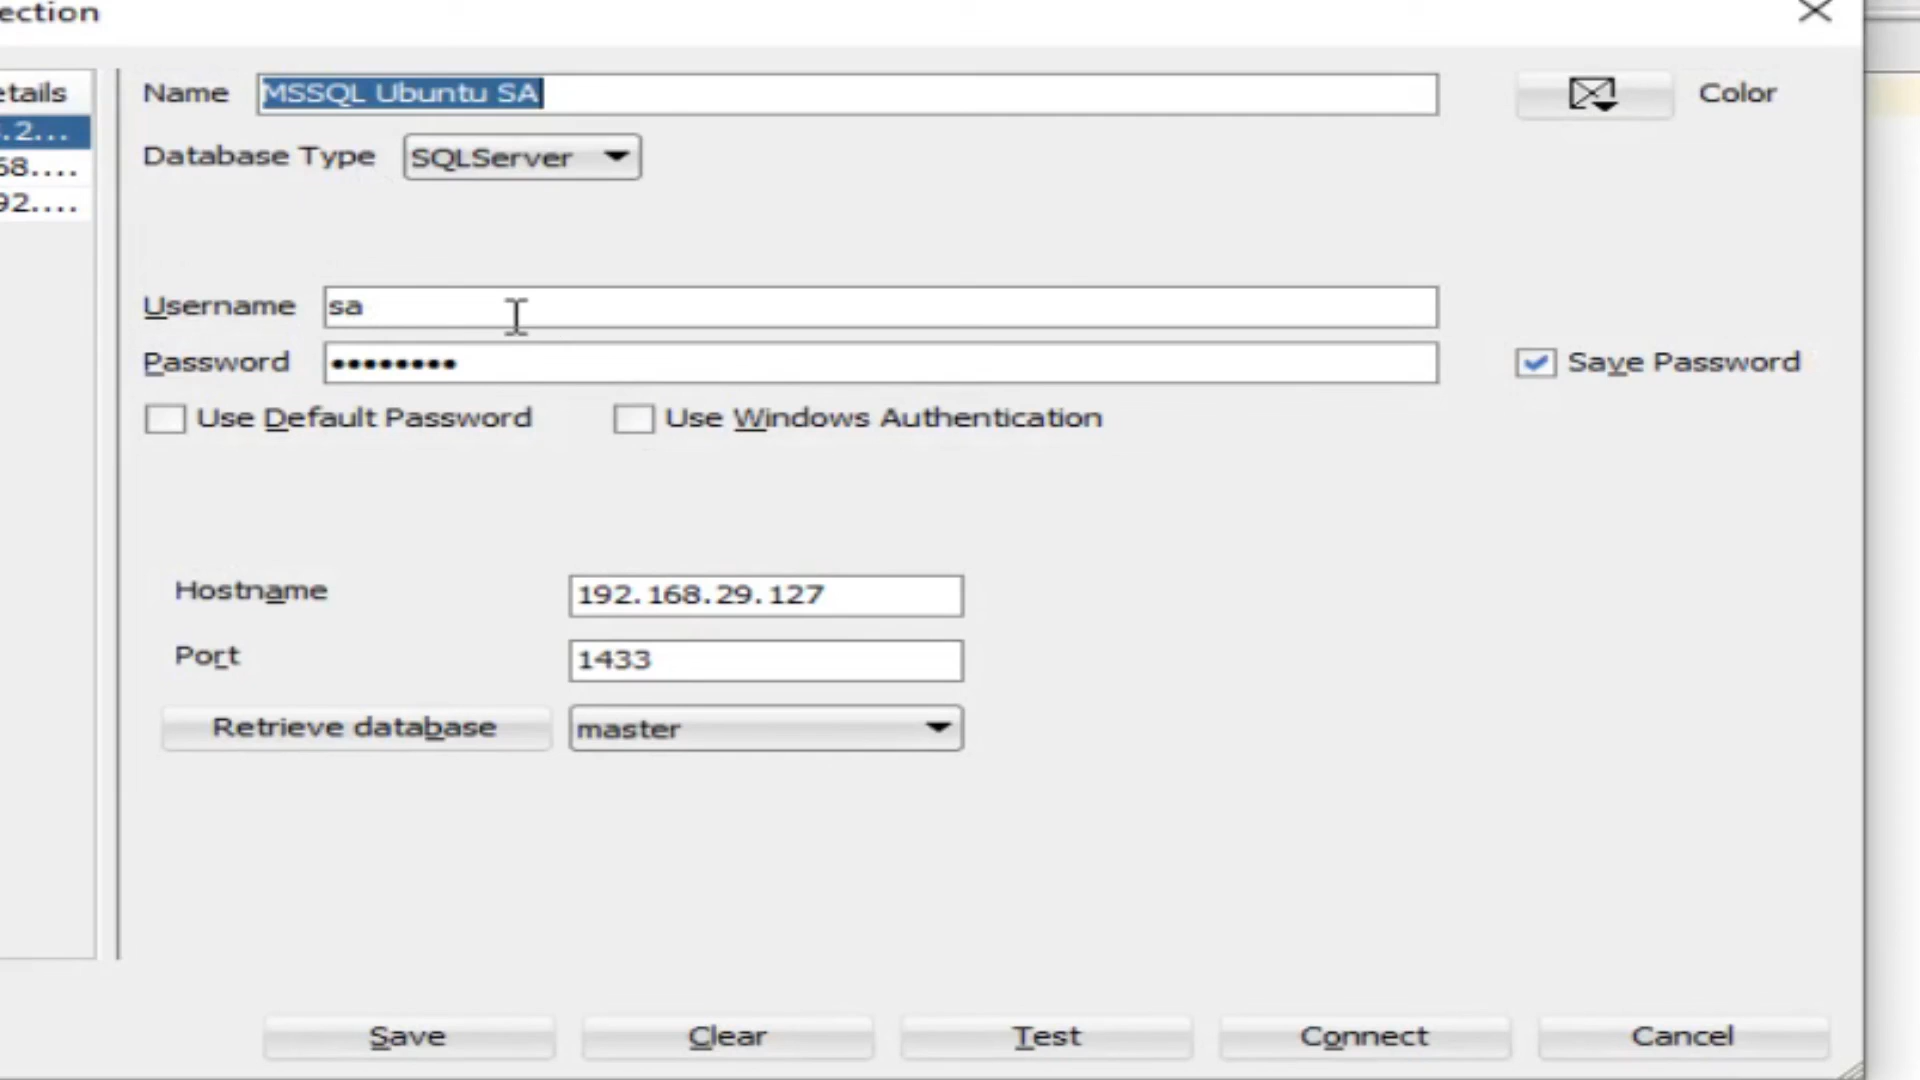 ection
etails
.2...
68....
92....
Name MSSQL Ubuntu SA Color
Database Type SQLServer
Username sa
Password •••••••• Save Password
Use Default Password Use Windows Authentication
Hostname 192.168.29.127
Port 1433
Retrieve database master
Save Clear Test Connect Cancel